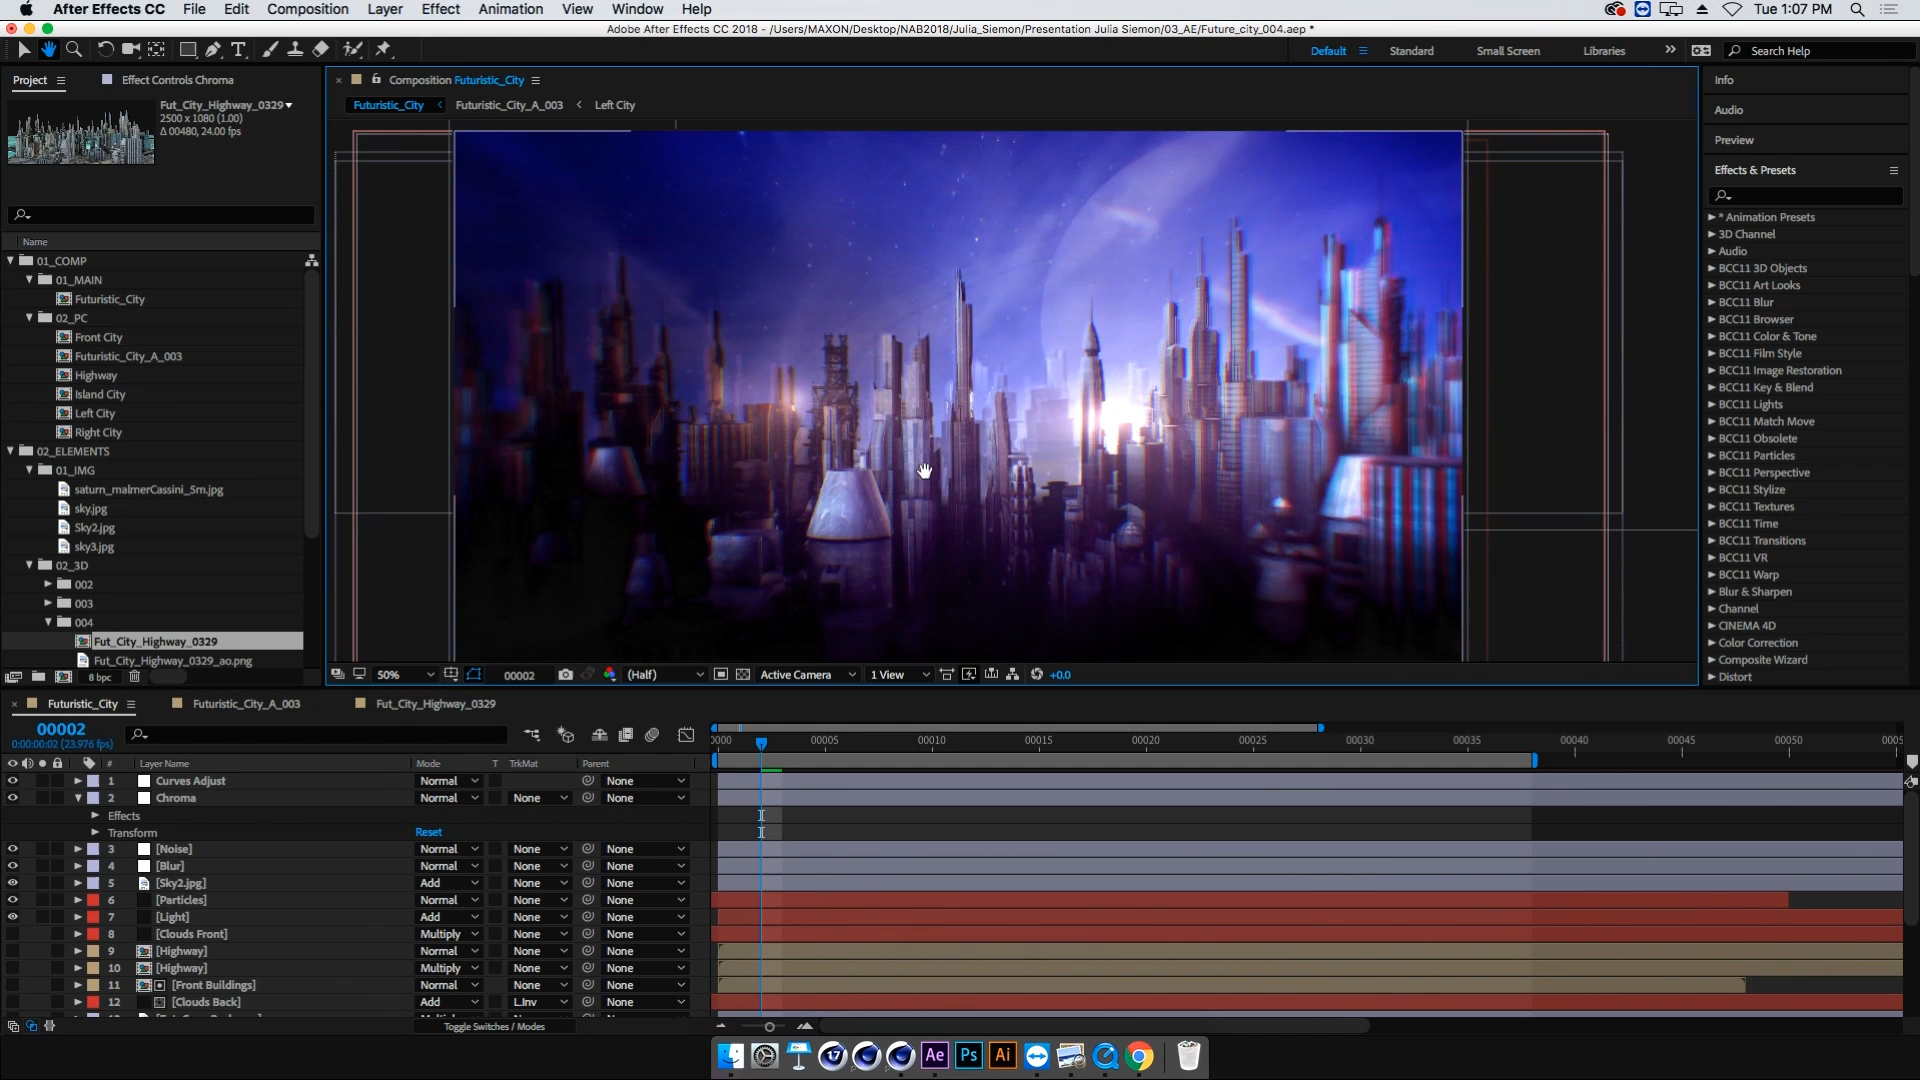 After Effects CC File Edit Composition Layer Effect Animation View Window Help Tue 1:07 PM
Adobe After Effects CC 2018 - /Users/MAXON/Desktop/NAB2018/Julia_Siemon/Presentation Julia Siemon/03_AE/Future_city_004.aep *
Default Standard Small Screen Libraries Search Help
Project Effect Controls Chroma
Fut_City_Highway_0329
2500 x 1080 (1.00)
Δ 00480, 24.00 fps
Name
01_COMP
01_MAIN
Futuristic_City
02_PC
Front City
Futuristic_City_A_003
Highway
Island City
Left City
Right City
02_ELEMENTS
01_IMG
saturn_malmerCassini_5m.jpg
sky.jpg
Sky2.jpg
sky3.jpg
02_3D
002
003
004
Fut_City_Highway_0329
Fut_City_Highway_0329_ao.png
8 bpc
Composition Futuristic_City
Futuristic_City Futuristic_City_A_003 Left City
50% 00002 (Half) Active Camera 1 View +0.0
Info
Audio
Preview
Effects & Presets
* Animation Presets
3D Channel
Audio
BCC11 3D Objects
BCC11 Art Looks
BCC11 Blur
BCC11 Browser
BCC11 Color & Tone
BCC11 Film Style
BCC11 Image Restoration
BCC11 Key & Blend
BCC11 Lights
BCC11 Match Move
BCC11 Obsolete
BCC11 Particles
BCC11 Perspective
BCC11 Stylize
BCC11 Textures
BCC11 Time
BCC11 Transitions
BCC11 VR
BCC11 Warp
Blur & Sharpen
Channel
CINEMA 4D
Color Correction
Composite Wizard
Distort
Futuristic_City Futuristic_City_A_003 Fut_City_Highway_0329
00002
0:00:00:02 (23.976 fps)
0000 00005 00010 00015 00020 00025 00030 00035 00040 00045 00050 0005
# Layer Name Mode T TrkMat Parent
1 Curves Adjust Normal None
2 Chroma Normal None None
Effects
Transform Reset
3 [Noise] Normal None None
4 [Blur] Normal None None
5 [Sky2.jpg] Add None None
6 [Particles] Normal None None
7 [Light] Add None None
8 [Clouds Front] Multiply None None
9 [Highway] Normal None None
10 [Highway] Multiply None None
11 [Front Buildings] Normal None None
12 [Clouds Back] Add L.Inv None
Toggle Switches / Modes
17 Ae Ps Ai